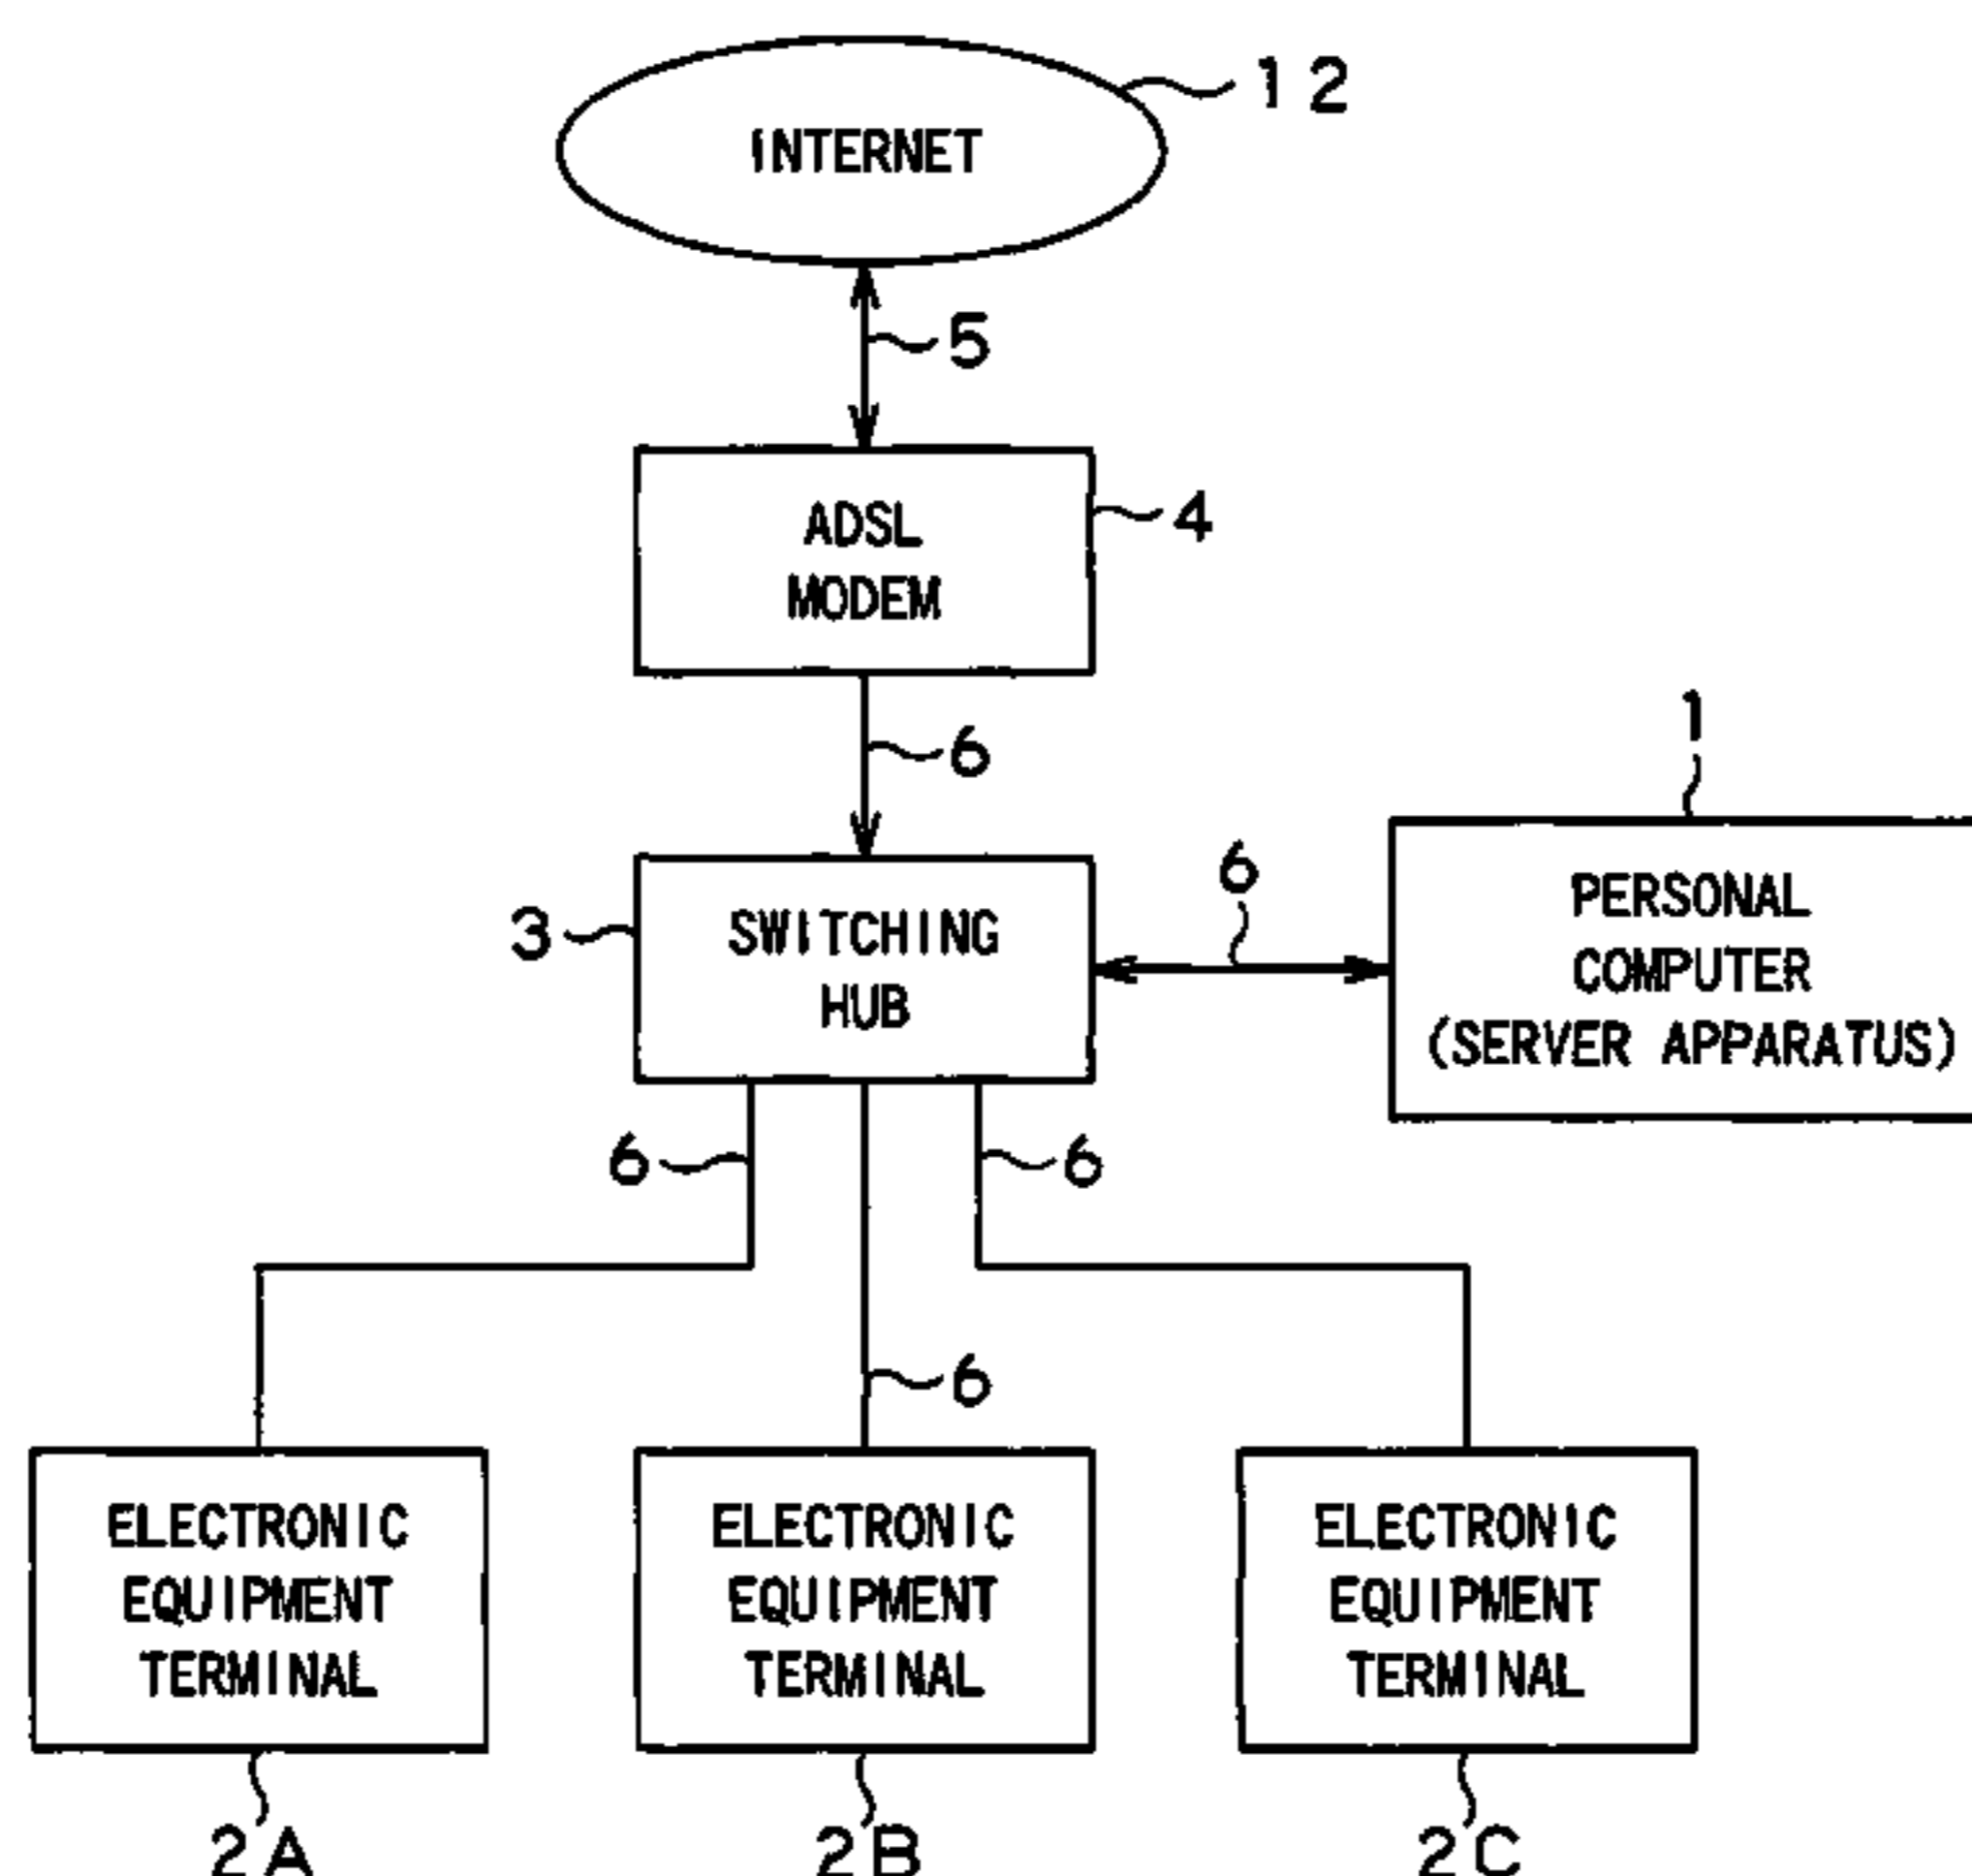 12
INTERNET
5
ADSL
MODEM
4
6
1
3
SWITCHING
HUB
6
PERSONAL
COMPUTER
(SERVER APPARATUS)
6
6
6
ELECTRONIC
EQUIPMENT
TERMINAL
ELECTRONIC
EQUIPMENT
TERMINAL
ELECTRONIC
EQUIPMENT
TERMINAL
2A
2B
2C